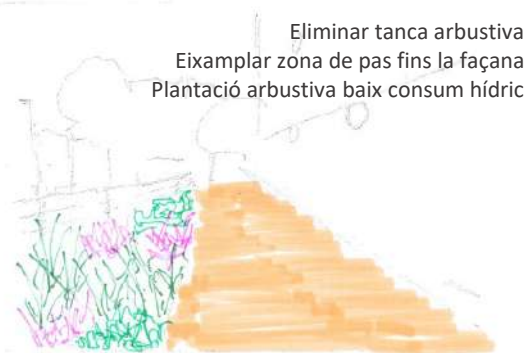 Eliminar tanca arbustiva
Eixamplar zona de pas fins la façana
Plantació arbustiva baix consum hídric